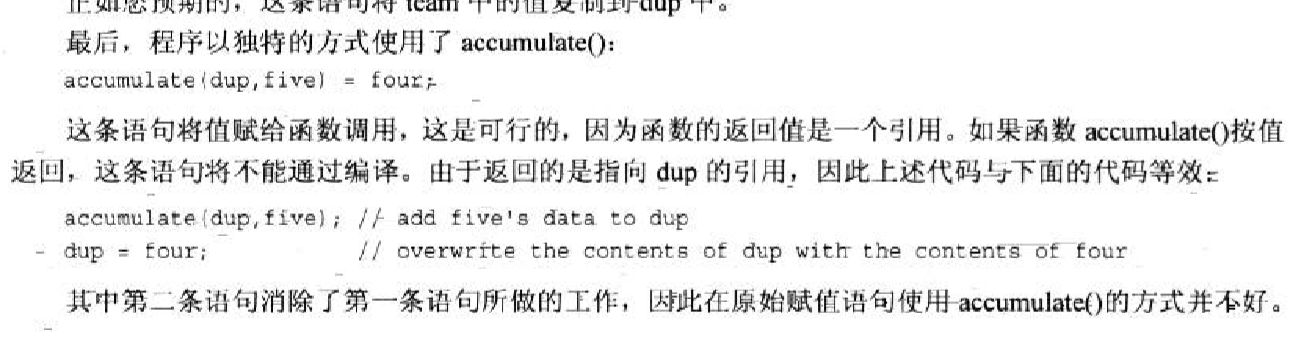 正如您预期的，这条语句将 team 中的值复制到 dup 中。
最后，程序以独特的方式使用了 accumulate()：
accumulate(dup,five) = four;
这条语句将值赋给函数调用，这是可行的，因为函数的返回值是一个引用。如果函数 accumulate()按值
返回，这条语句将不能通过编译。由于返回的是指向 dup 的引用，因此上述代码与下面的代码等效：
accumulate(dup,five); // add five's data to dup
dup = four; // overwrite the contents of dup with the contents of four
其中第二条语句消除了第一条语句所做的工作，因此在原始赋值语句使用 accumulate()的方式并不好。